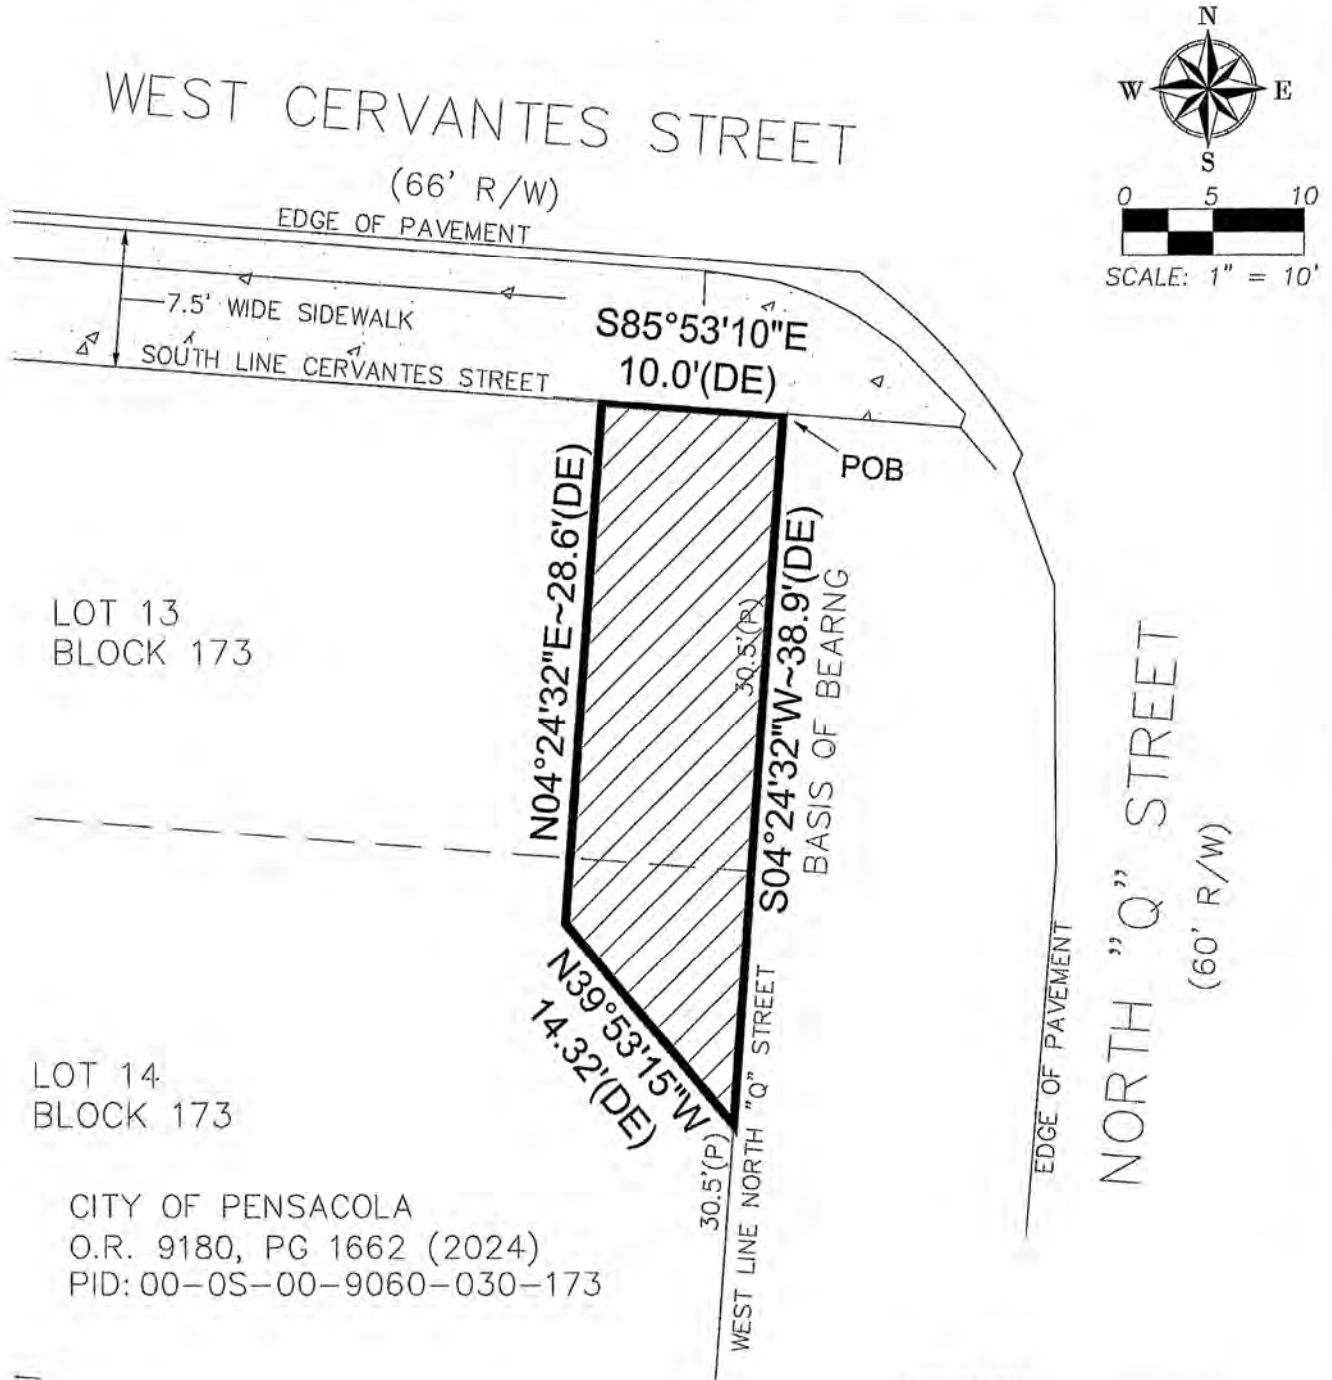 N
W E
S
0 5 10
SCALE: 1" = 10'
WEST CERVANTES STREET
(66' R/W)
EDGE OF PAVEMENT
7.5' WIDE SIDEWALK
SOUTH LINE CERVANTES STREET
S85°53'10"E
10.0'(DE)
POB
N04°24'32"E~28.6'(DE)
30.5'(P)
S04°24'32"W~38.9'(DE)
BASIS OF BEARNG
LOT 13
BLOCK 173
N39°53'15"W
14.32'(DE)
30.5'(P)
WEST LINE NORTH "Q" STREET
EDGE OF PAVEMENT
NORTH "Q" STREET
(60' R/W)
LOT 14
BLOCK 173
CITY OF PENSACOLA
O.R. 9180, PG 1662 (2024)
PID: 00-0S-00-9060-030-173